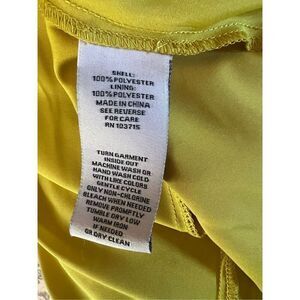 SHELL:
100% POLYESTER
LINING:
100% POLYESTER
MADE IN CHINA
SEE REVERSE
FOR CARE
RN 103715
TURN GARMENT
INSIDE OUT
MACHINE WASH OR
HAND WASH COLD
WITH LIKE COLORS
GENTLE CYCLE
ONLY NON-CHLORINE
BLEACH WHEN NEEDED
REMOVE PROMPTLY
TUMBLE DRY LOW
WARM IRON
IF NEEDED
OR DRY CLEAN